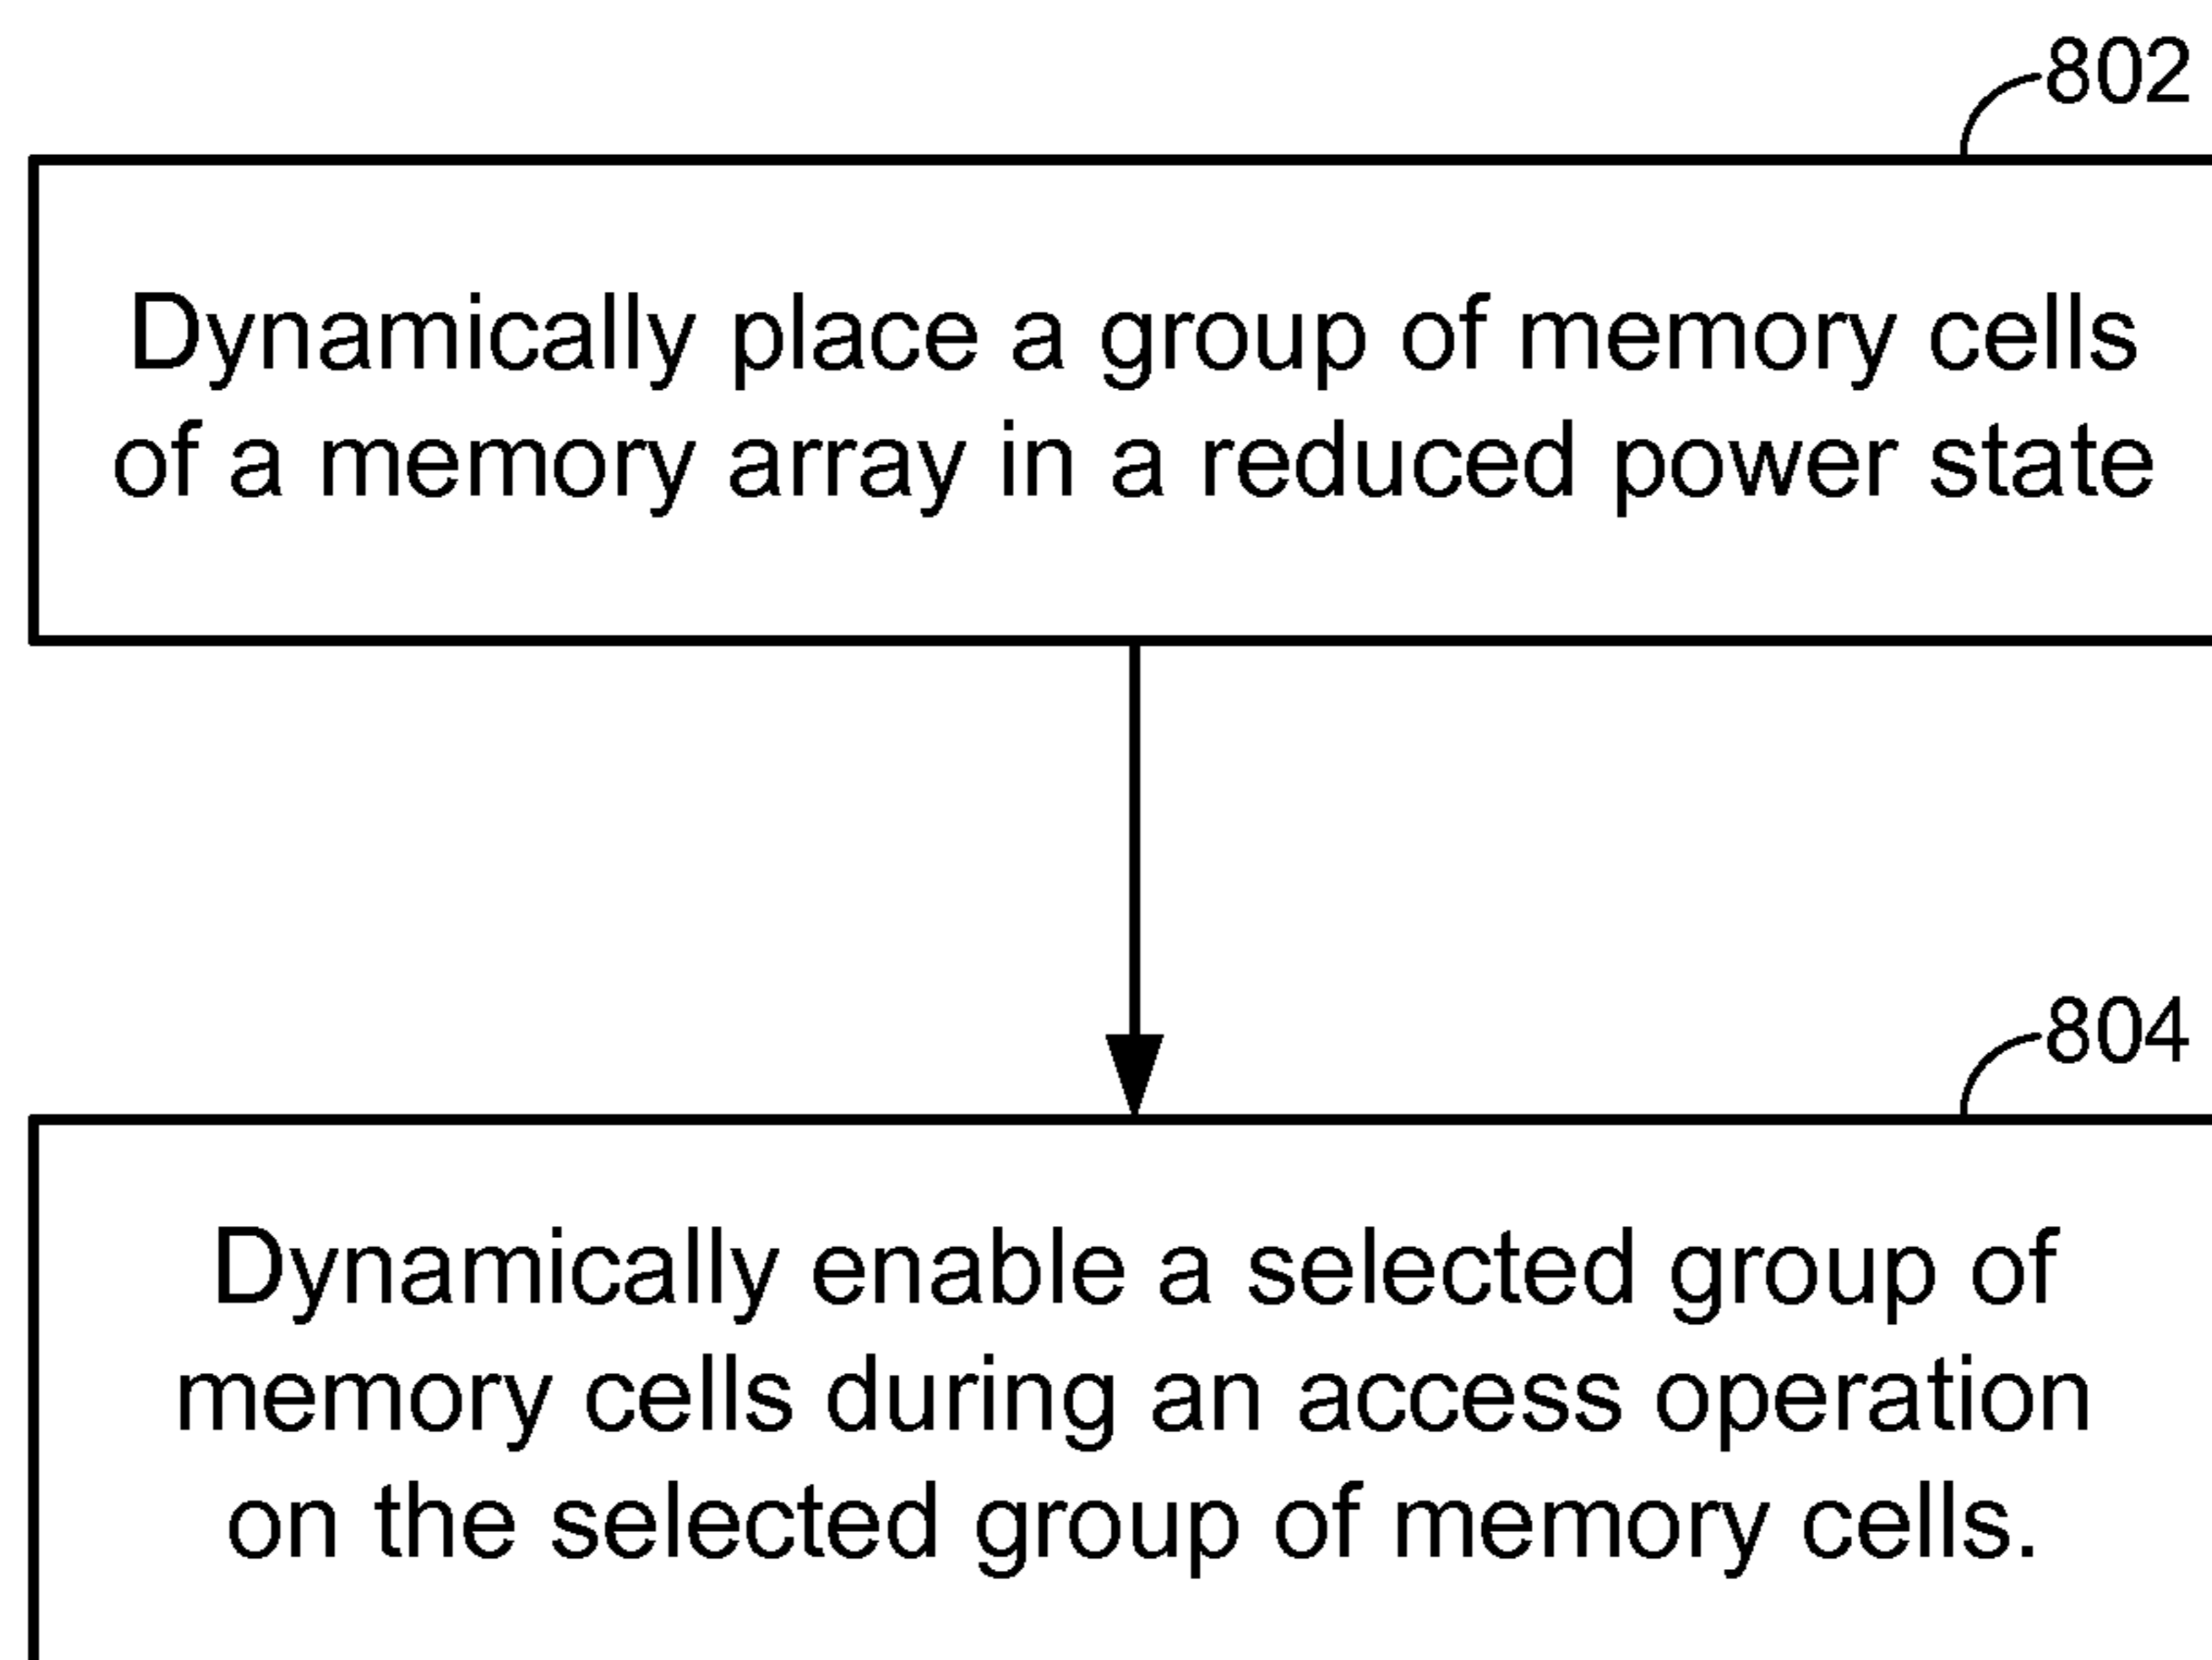 802
Dynamically place a group of memory cells
of a memory array in a reduced power state
804
Dynamically enable a selected group of
memory cells during an access operation
on the selected group of memory cells.